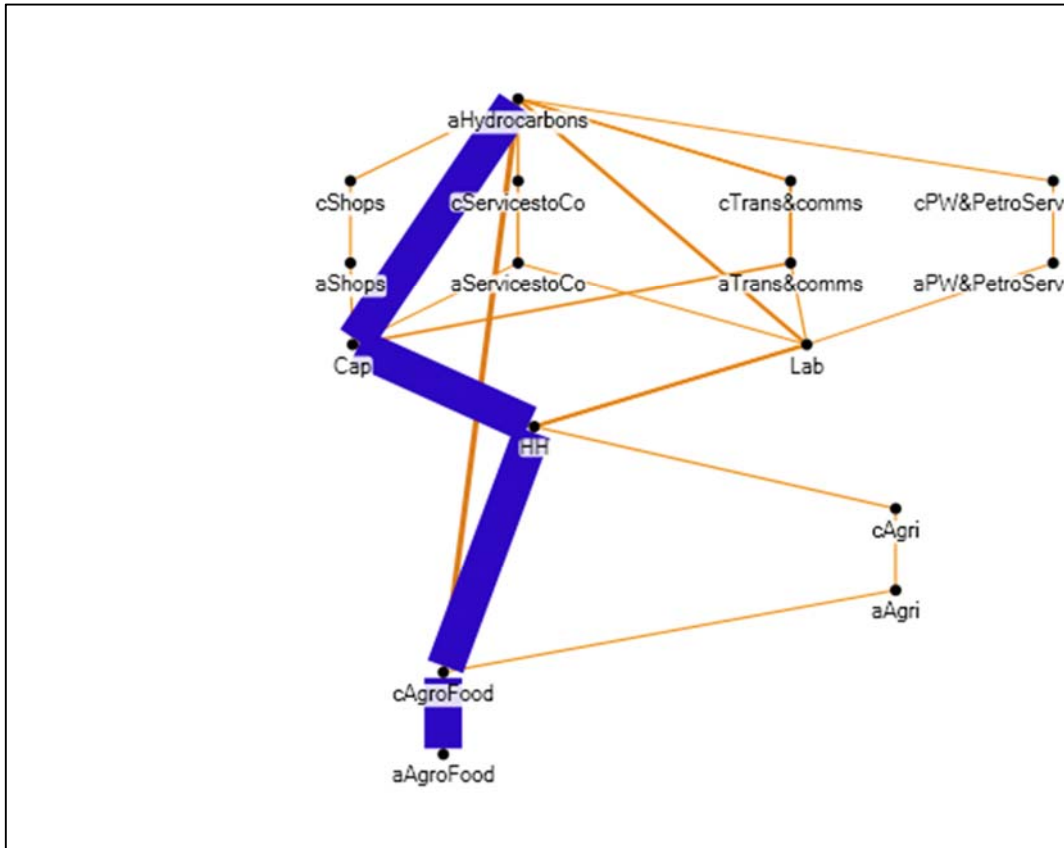 aHydrocarbons
cShops
cServicestoCo
cTrans&comms
cPW&PetroServ
aShops
aServicestoCo
aTrans&comms
aPW&PetroServ
Cap
Lab
HH
cAgri
aAgri
cAgroFood
aAgroFood